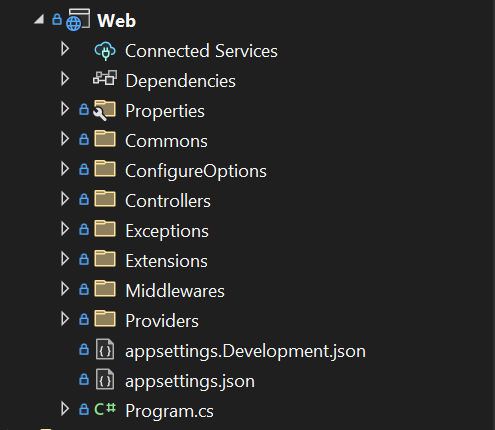 Web
Connected Services
Dependencies
Properties
Commons
ConfigureOptions
Controllers
Exceptions
Extensions
Middlewares
Providers
appsettings.Development.json
appsettings.json
C# Program.cs